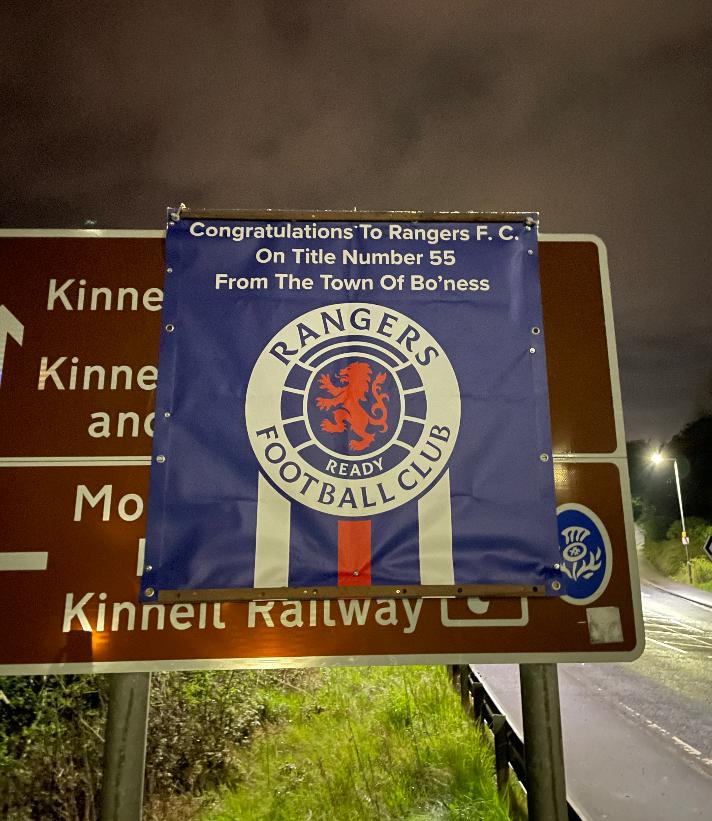 Congratulations To Rangers F. C.
On Title Number 55
From The Town Of Bo'ness
RANGERS
READY
FOOTBALL CLUB
Kinne
Kinne
and
Mo
Kinneil Railway